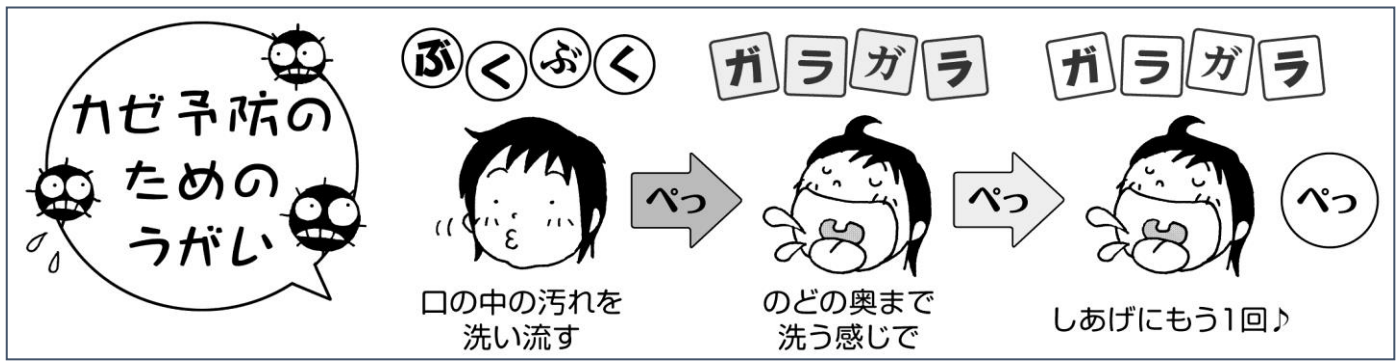 カゼ予防の
ための
うがい
ぶくぶく
口の中の汚れを
洗い流す
ぺっ
ガラガラ
のどの奥まで
洗う感じで
ぺっ
ガラガラ
しあげにもう1回♪
ぺっ